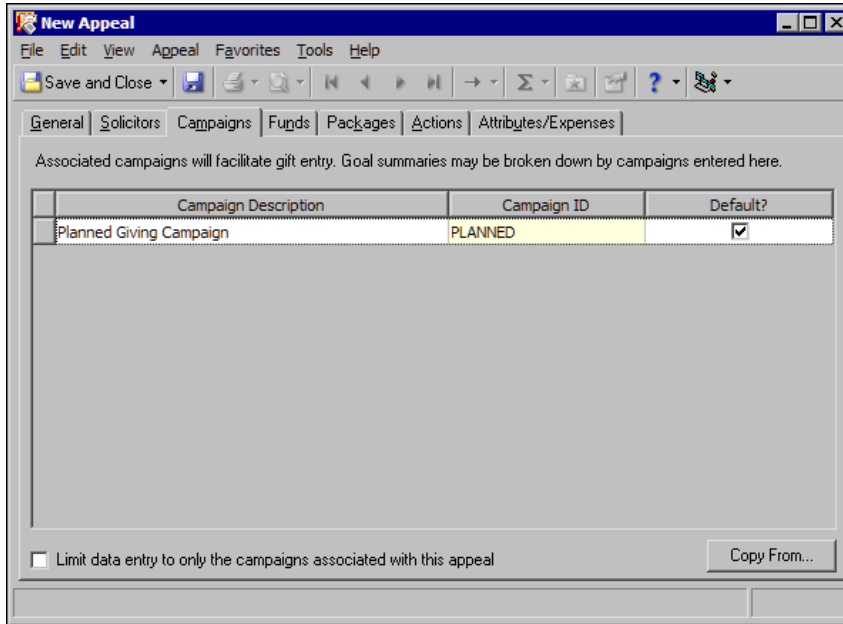 New Appeal
File Edit View Appeal Favorites Tools Help
Save and Close Σ ?
General Solicitors Campaigns Funds Packages Actions Attributes/Expenses
Associated campaigns will facilitate gift entry. Goal summaries may be broken down by campaigns entered here.
Campaign Description Campaign ID Default?
Planned Giving Campaign PLANNED
Limit data entry to only the campaigns associated with this appeal Copy From...